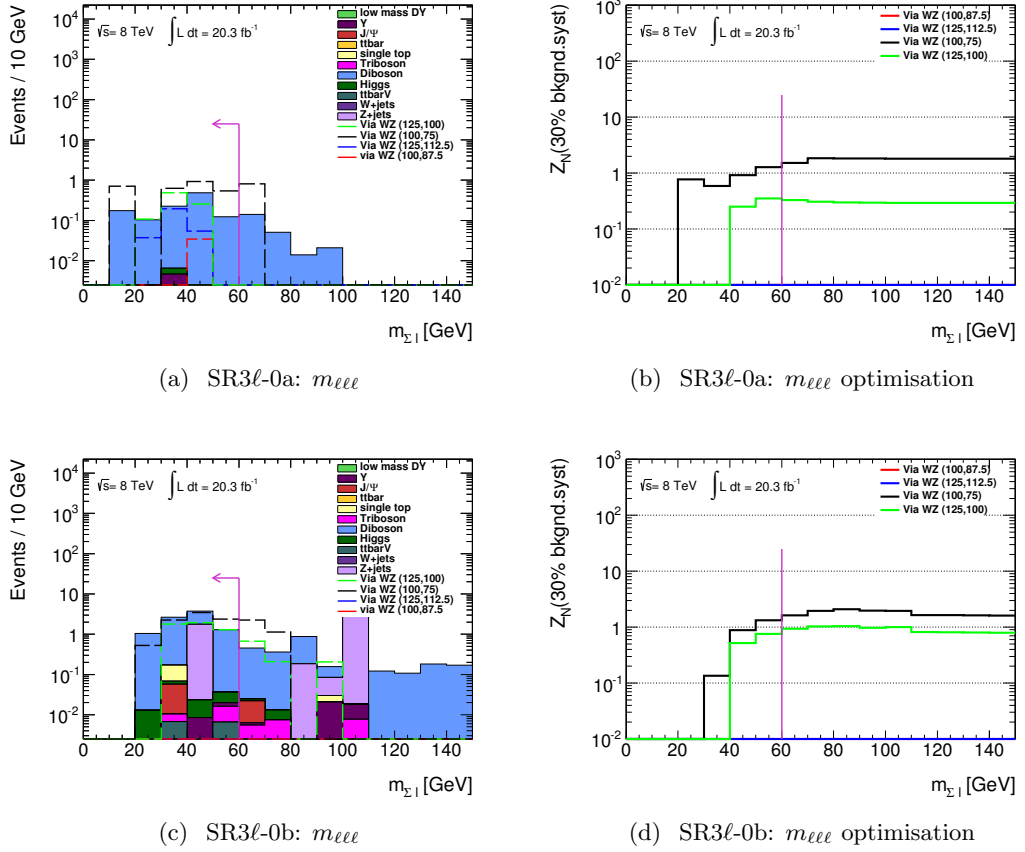 Events / 10 GeV
10⁴
10³
10²
10
1
10⁻¹
10⁻²
√s= 8 TeV ∫L dt = 20.3 fb⁻¹
low mass DY
Υ
J/Ψ
ttbar
single top
Triboson
Diboson
Higgs
ttbarV
W+jets
Z+jets
Via WZ (125,100)
Via WZ (100,75)
Via WZ (125,112.5)
via WZ (100,87.5
0 20 40 60 80 100 120 140
m_Σl [GeV]
(a) SR3ℓ-0a: m_ℓℓℓ
Z_N(30% bkgnd.syst)
10³
10²
10
1
10⁻¹
10⁻²
√s= 8 TeV ∫L dt = 20.3 fb⁻¹
Via WZ (100,87.5)
Via WZ (125,112.5)
Via WZ (100,75)
Via WZ (125,100)
0 20 40 60 80 100 120 140
m_Σl [GeV]
(b) SR3ℓ-0a: m_ℓℓℓ optimisation
Events / 10 GeV
10⁴
10³
10²
10
1
10⁻¹
10⁻²
√s= 8 TeV ∫L dt = 20.3 fb⁻¹
low mass DY
Υ
J/Ψ
ttbar
single top
Triboson
Diboson
Higgs
ttbarV
W+jets
Z+jets
Via WZ (125,100)
Via WZ (100,75)
Via WZ (125,112.5)
via WZ (100,87.5
0 20 40 60 80 100 120 140
m_Σl [GeV]
(c) SR3ℓ-0b: m_ℓℓℓ
Z_N(30% bkgnd.syst)
10³
10²
10
1
10⁻¹
10⁻²
√s= 8 TeV ∫L dt = 20.3 fb⁻¹
Via WZ (100,87.5)
Via WZ (125,112.5)
Via WZ (100,75)
Via WZ (125,100)
0 20 40 60 80 100 120 140
m_Σl [GeV]
(d) SR3ℓ-0b: m_ℓℓℓ optimisation